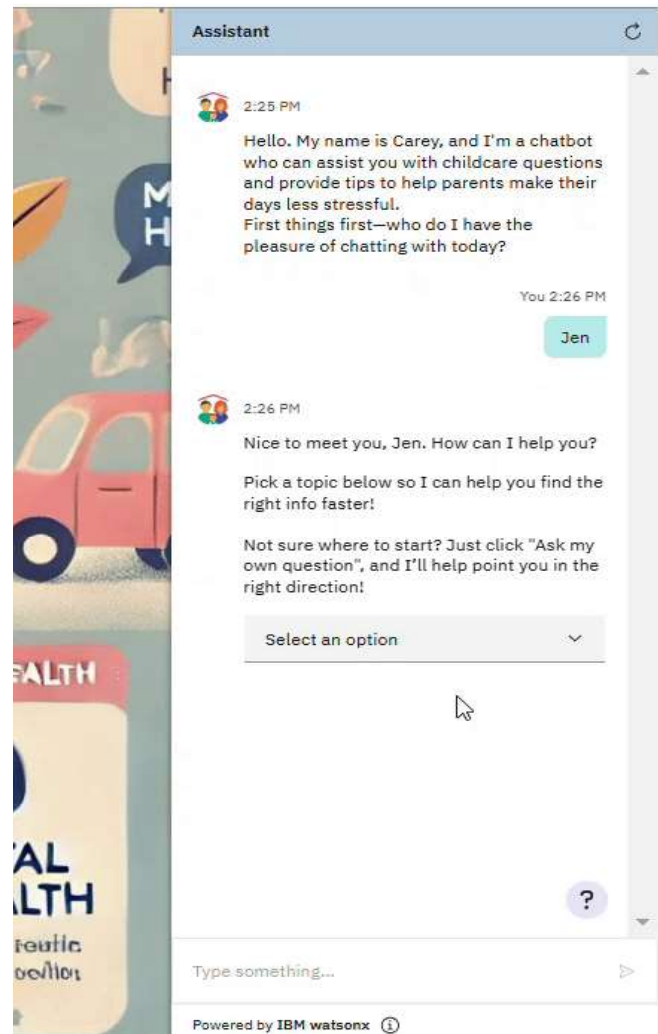 Assistant
2:25 PM
Hello. My name is Carey, and I'm a chatbot
who can assist you with childcare questions
and provide tips to help parents make their
days less stressful.
First things first—who do I have the
pleasure of chatting with today?
You 2:26 PM
Jen
2:26 PM
Nice to meet you, Jen. How can I help you?
Pick a topic below so I can help you find the
right info faster!
Not sure where to start? Just click "Ask my
own question", and I'll help point you in the
right direction!
Select an option
?
Type something...
Powered by IBM watsonx
H
M
H
EALTH
AL
LTH